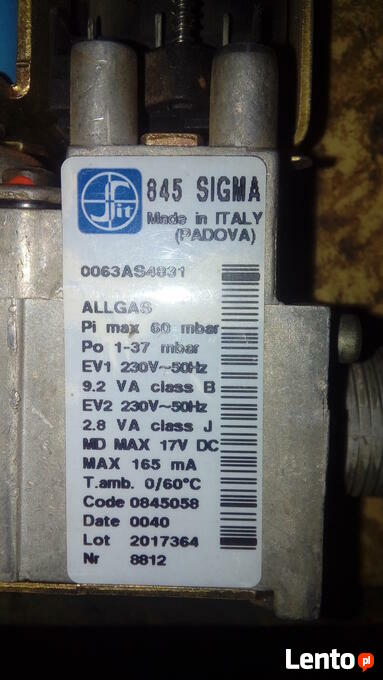 sit
845 SIGMA
Made in ITALY
(PADOVA)
0063AS4831
ALLGAS
Pi max 60 mbar
Po 1-37 mbar
EV1 230V~50Hz
9.2 VA class B
EV2 230V~50Hz
2.8 VA class J
MD MAX 17V DC
MAX 165 mA
T.amb. 0/60°C
Code 0845058
Date 0040
Lot 2017364
Nr 8812
Lento.pl